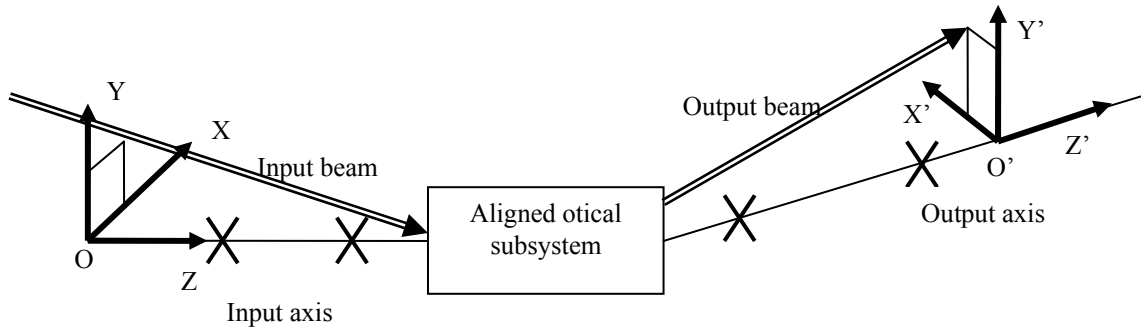 Y
X
Input beam
O
Z
Input axis
Aligned otical
subsystem
Output beam
Y’
X’
Z’
O’
Output axis